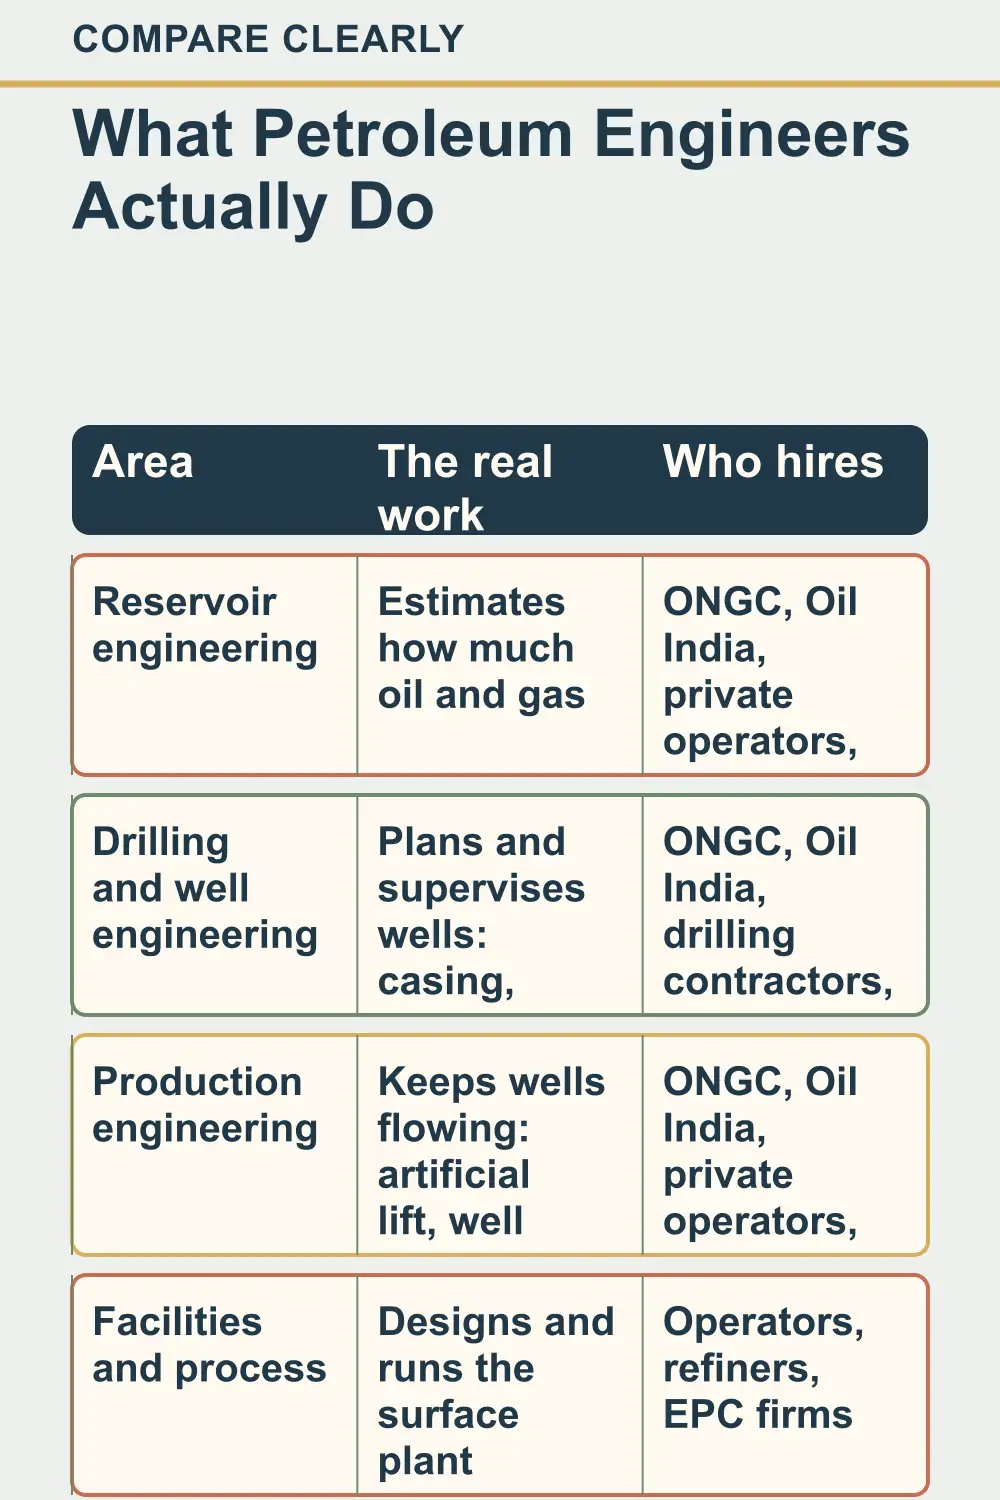 COMPARE CLEARLY
What Petroleum Engineers
Actually Do
Area
The real
work
Who hires
Reservoir
engineering
Estimates
how much
oil and gas
ONGC, Oil
India,
private
operators,
Drilling
and well
engineering
Plans and
supervises
wells:
casing,
ONGC, Oil
India,
drilling
contractors,
Production
engineering
Keeps wells
flowing:
artificial
lift, well
ONGC, Oil
India,
private
operators,
Facilities
and process
Designs and
runs the
surface
plant
Operators,
refiners,
EPC firms